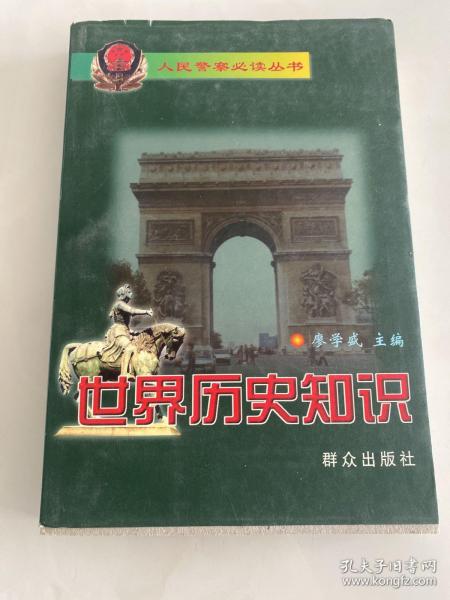 人民警察必读丛书
廖学盛 主编
世界历史知识
群众出版社
孔夫子旧书网
www.kongfz.com